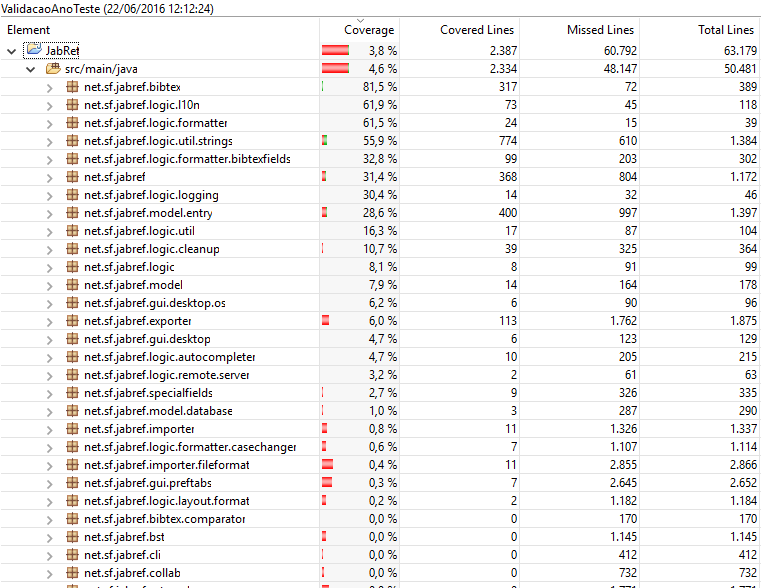 ValidacaoAnoTeste (22/06/2016 12:12:24)
Element Coverage Covered Lines Missed Lines Total Lines
JabRef 3,8 % 2.387 60.792 63.179
src/main/java 4,6 % 2.334 48.147 50.481
net.sf.jabref.bibtex 81,5 % 317 72 389
net.sf.jabref.logic.l10n 61,9 % 73 45 118
net.sf.jabref.logic.formatter 61,5 % 24 15 39
net.sf.jabref.logic.util.strings 55,9 % 774 610 1.384
net.sf.jabref.logic.formatter.bibtexfields 32,8 % 99 203 302
net.sf.jabref 31,4 % 368 804 1.172
net.sf.jabref.logic.logging 30,4 % 14 32 46
net.sf.jabref.model.entry 28,6 % 400 997 1.397
net.sf.jabref.logic.util 16,3 % 17 87 104
net.sf.jabref.logic.cleanup 10,7 % 39 325 364
net.sf.jabref.logic 8,1 % 8 91 99
net.sf.jabref.model 7,9 % 14 164 178
net.sf.jabref.gui.desktop.os 6,2 % 6 90 96
net.sf.jabref.exporter 6,0 % 113 1.762 1.875
net.sf.jabref.gui.desktop 4,7 % 6 123 129
net.sf.jabref.logic.autocompleter 4,7 % 10 205 215
net.sf.jabref.logic.remote.server 3,2 % 2 61 63
net.sf.jabref.specialfields 2,7 % 9 326 335
net.sf.jabref.model.database 1,0 % 3 287 290
net.sf.jabref.importer 0,8 % 11 1.326 1.337
net.sf.jabref.logic.formatter.casechanger 0,6 % 7 1.107 1.114
net.sf.jabref.importer.fileformat 0,4 % 11 2.855 2.866
net.sf.jabref.gui.preftabs 0,3 % 7 2.645 2.652
net.sf.jabref.logic.layout.format 0,2 % 2 1.182 1.184
net.sf.jabref.bibtex.comparator 0,0 % 0 170 170
net.sf.jabref.bst 0,0 % 0 1.145 1.145
net.sf.jabref.cli 0,0 % 0 412 412
net.sf.jabref.collab 0,0 % 0 732 732